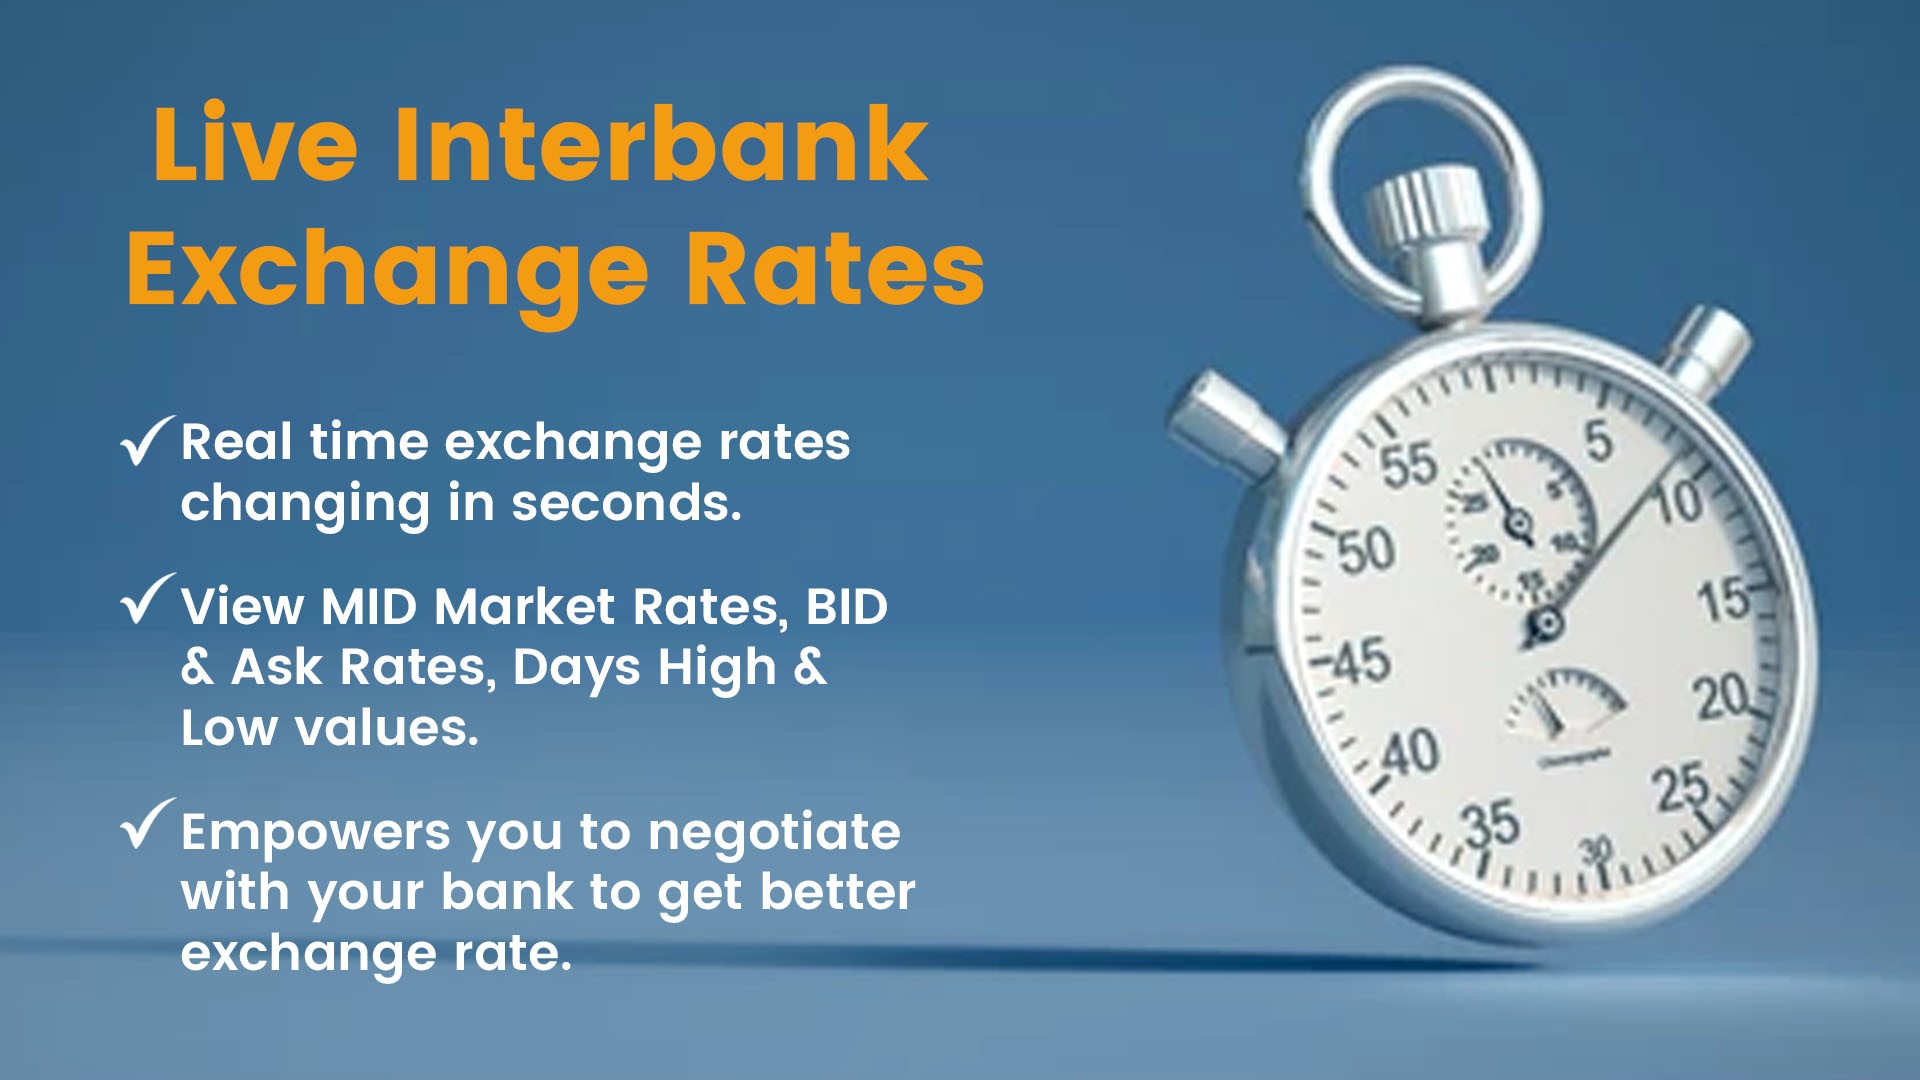 Live Interbank
Exchange Rates
Real time exchange rates
changing in seconds.
View MID Market Rates, BID
& Ask Rates, Days High &
Low values.
Empowers you to negotiate
with your bank to get better
exchange rate.
55
5
10
50
15
45
20
40
25
35
30